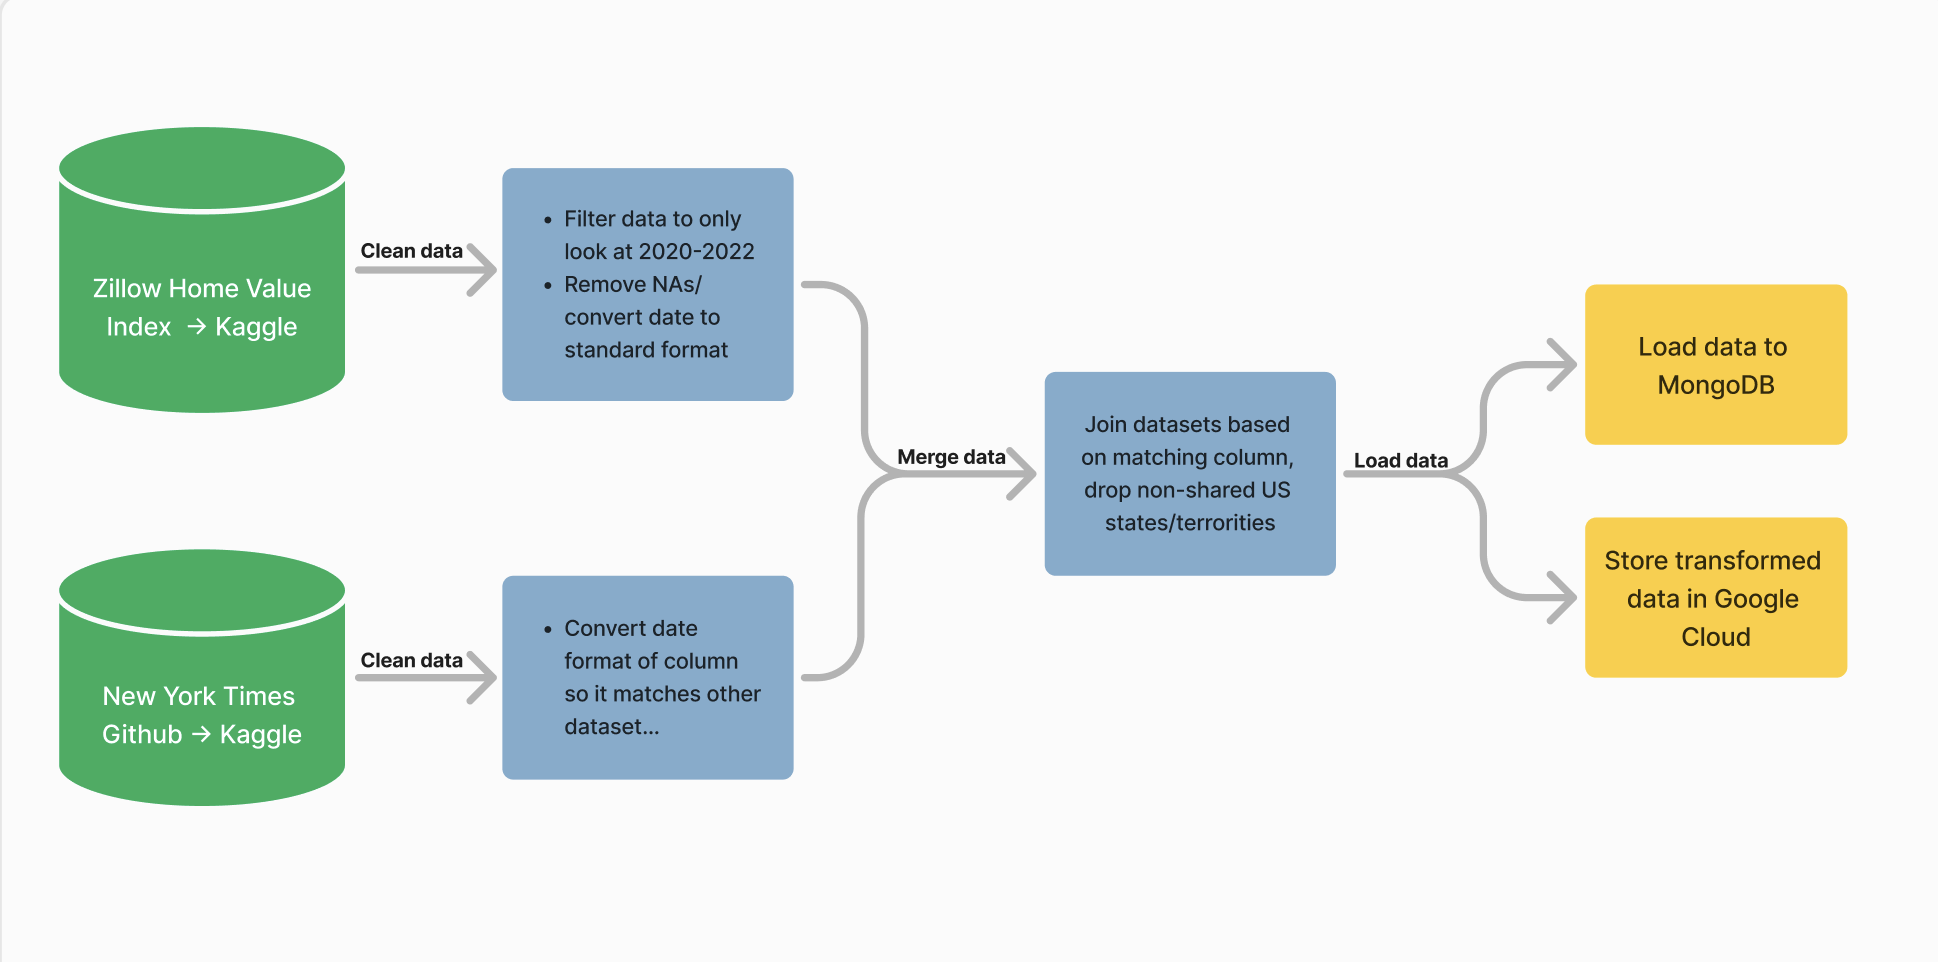 Zillow Home Value
Index → Kaggle
Clean data
• Filter data to only
look at 2020-2022
• Remove NAs/
convert date to
standard format
New York Times
Github → Kaggle
Clean data
• Convert date
format of column
so it matches other
dataset...
Merge data
Join datasets based
on matching column,
drop non-shared US
states/terrorities
Load data
Load data to
MongoDB
Store transformed
data in Google
Cloud